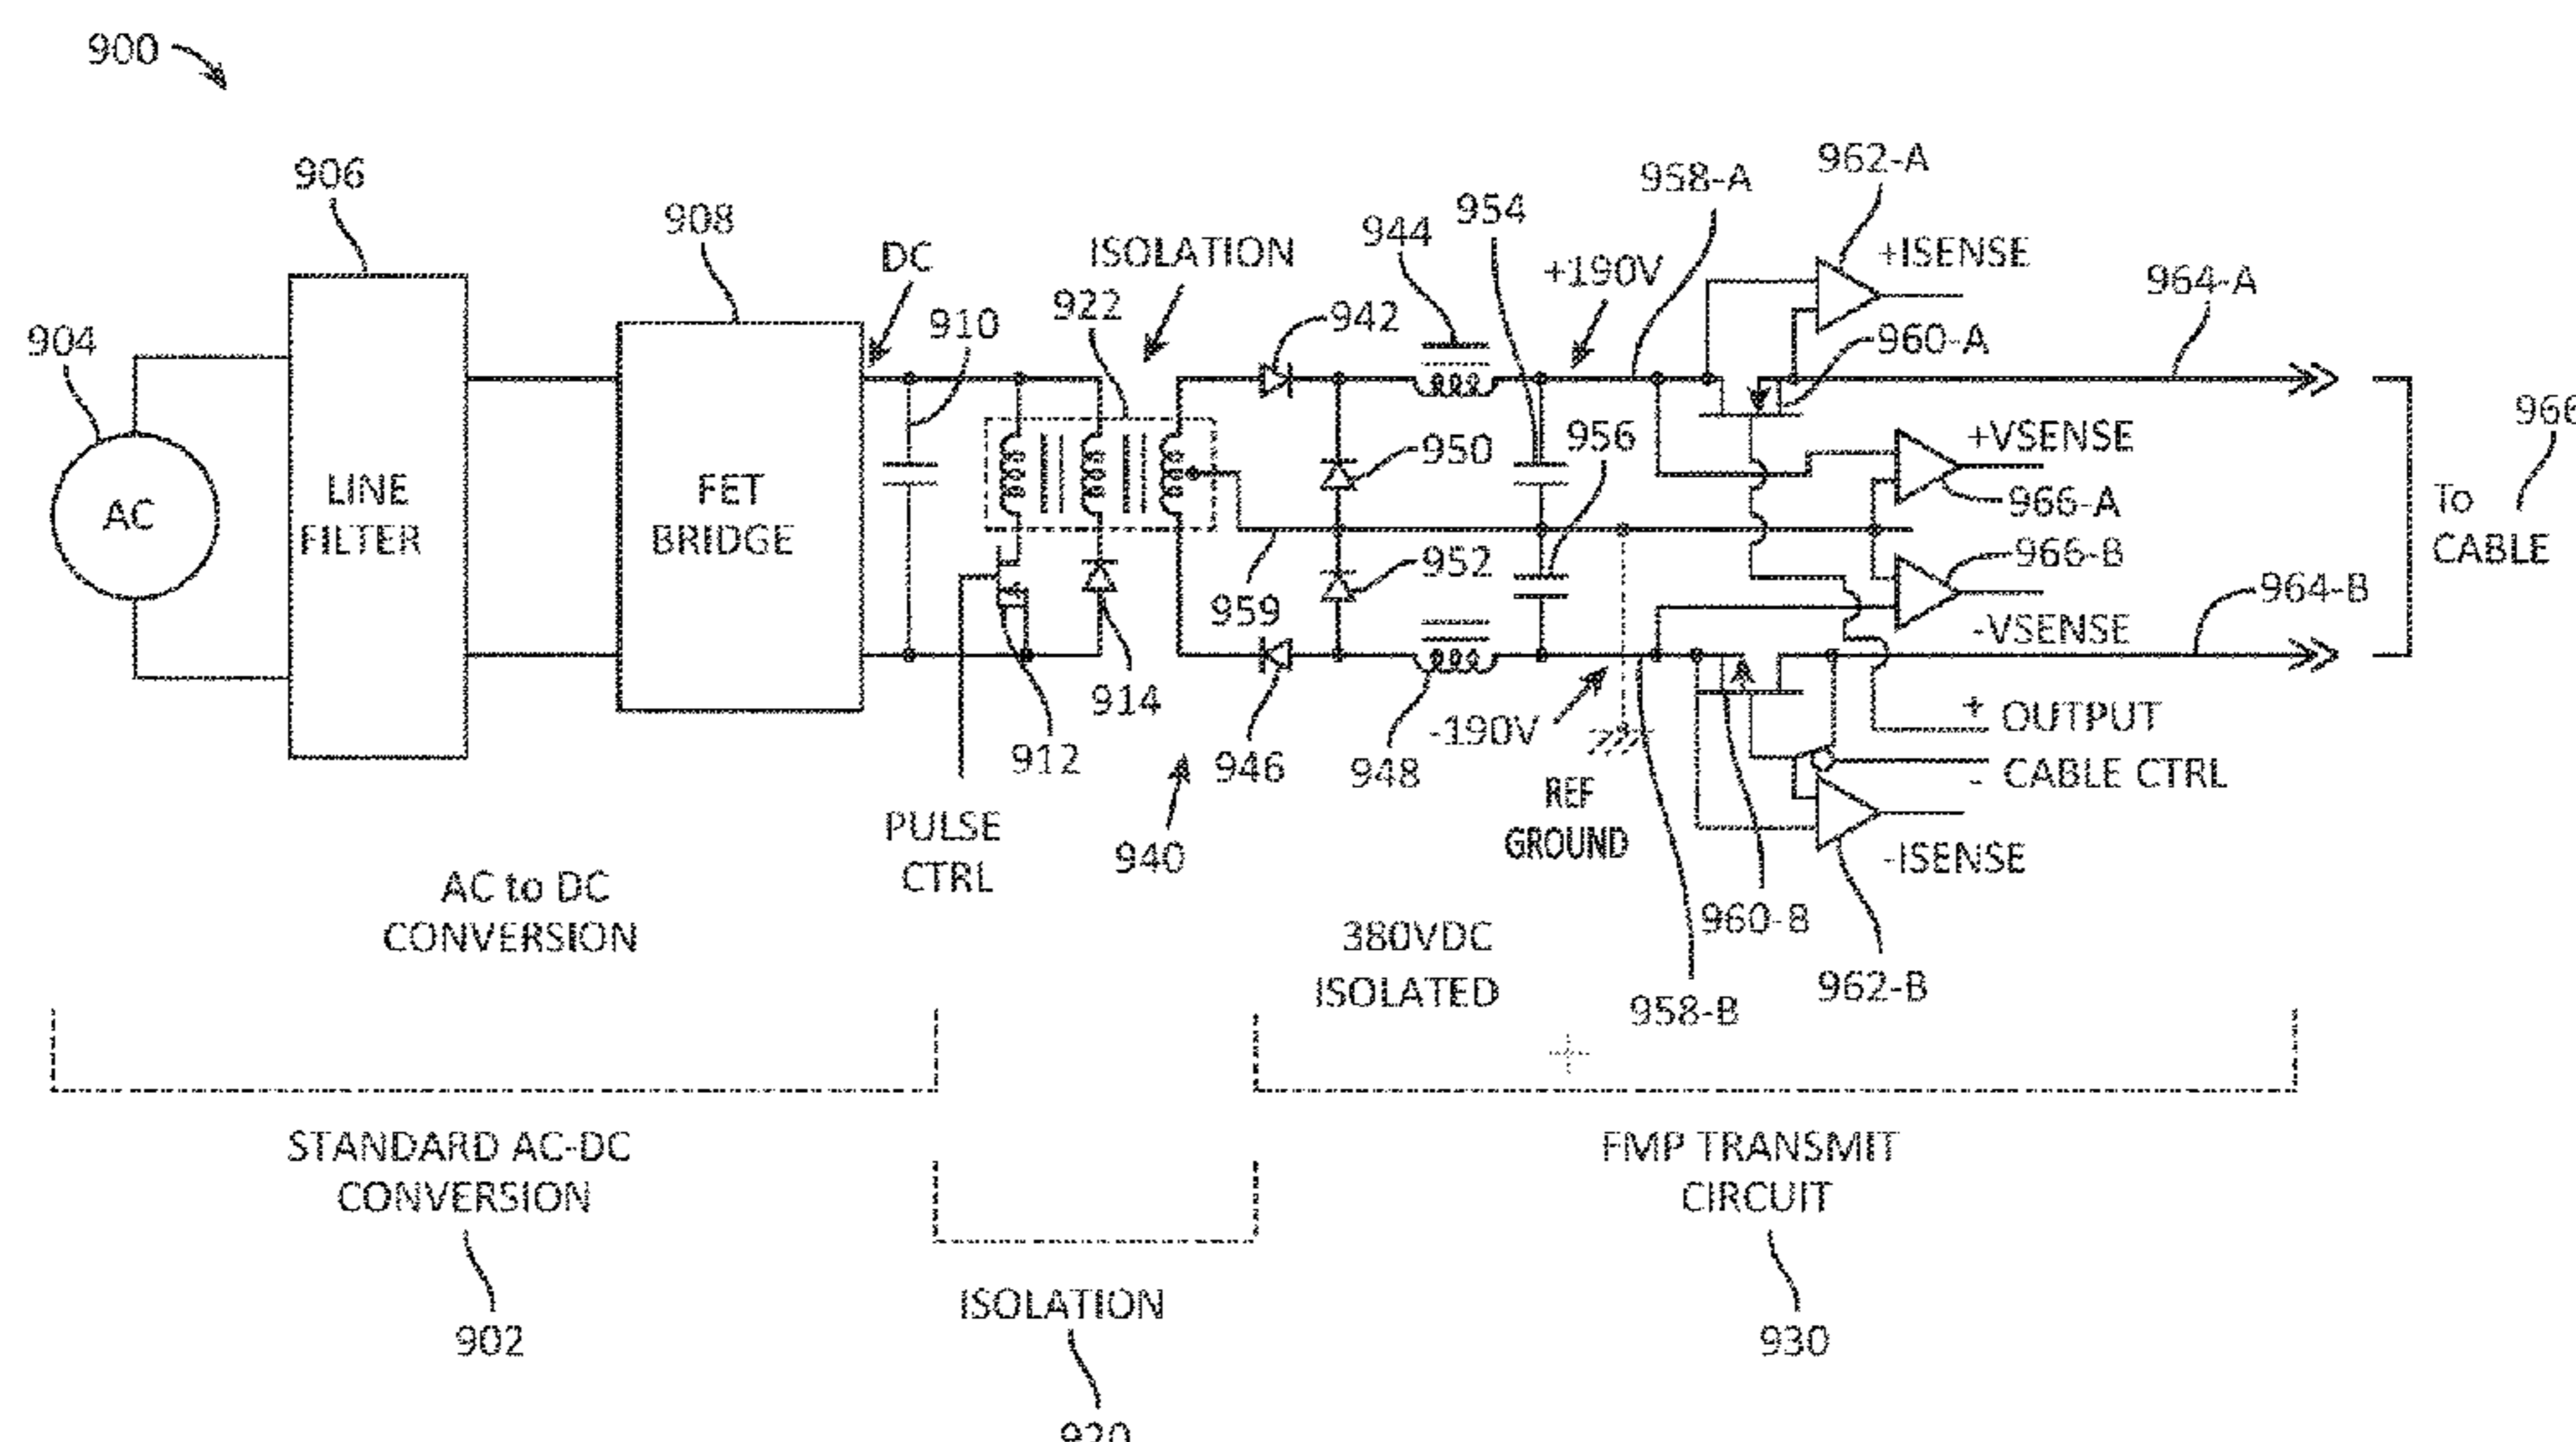 900
906
908
904
LINE
FILTER
AC
FET
BRIDGE
DC
910
ISOLATION
922
914
912
PULSE
CTRL
940
942
944
954
+190V
958-A
962-A
+ISENSE
960-A
964-A
950
956
+VSENSE
966-A
966
To
CABLE
952
959
966-B
-VSENSE
964-B
946
948
-190V
REF
GROUND
+ OUTPUT
- CABLE CTRL
-ISENSE
960-B
962-B
958-B
AC to DC
CONVERSION
380VDC
ISOLATED
STANDARD AC-DC
CONVERSION
902
ISOLATION
920
FMP TRANSMIT
CIRCUIT
930